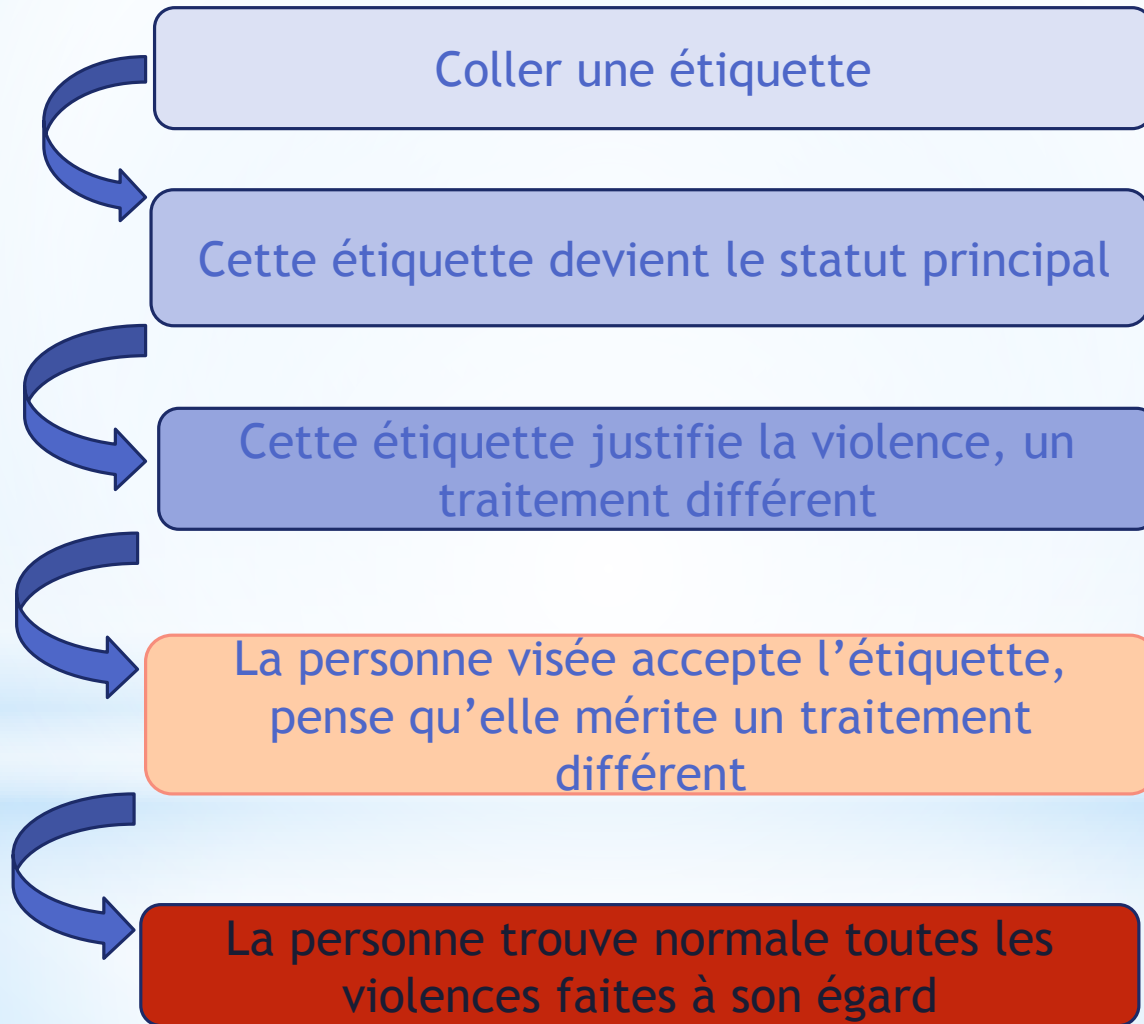 Coller une étiquette
Cette étiquette devient le statut principal
Cette étiquette justifie la violence, un
traitement différent
La personne visée accepte l’étiquette,
pense qu’elle mérite un traitement
différent
La personne trouve normale toutes les
violences faites à son égard